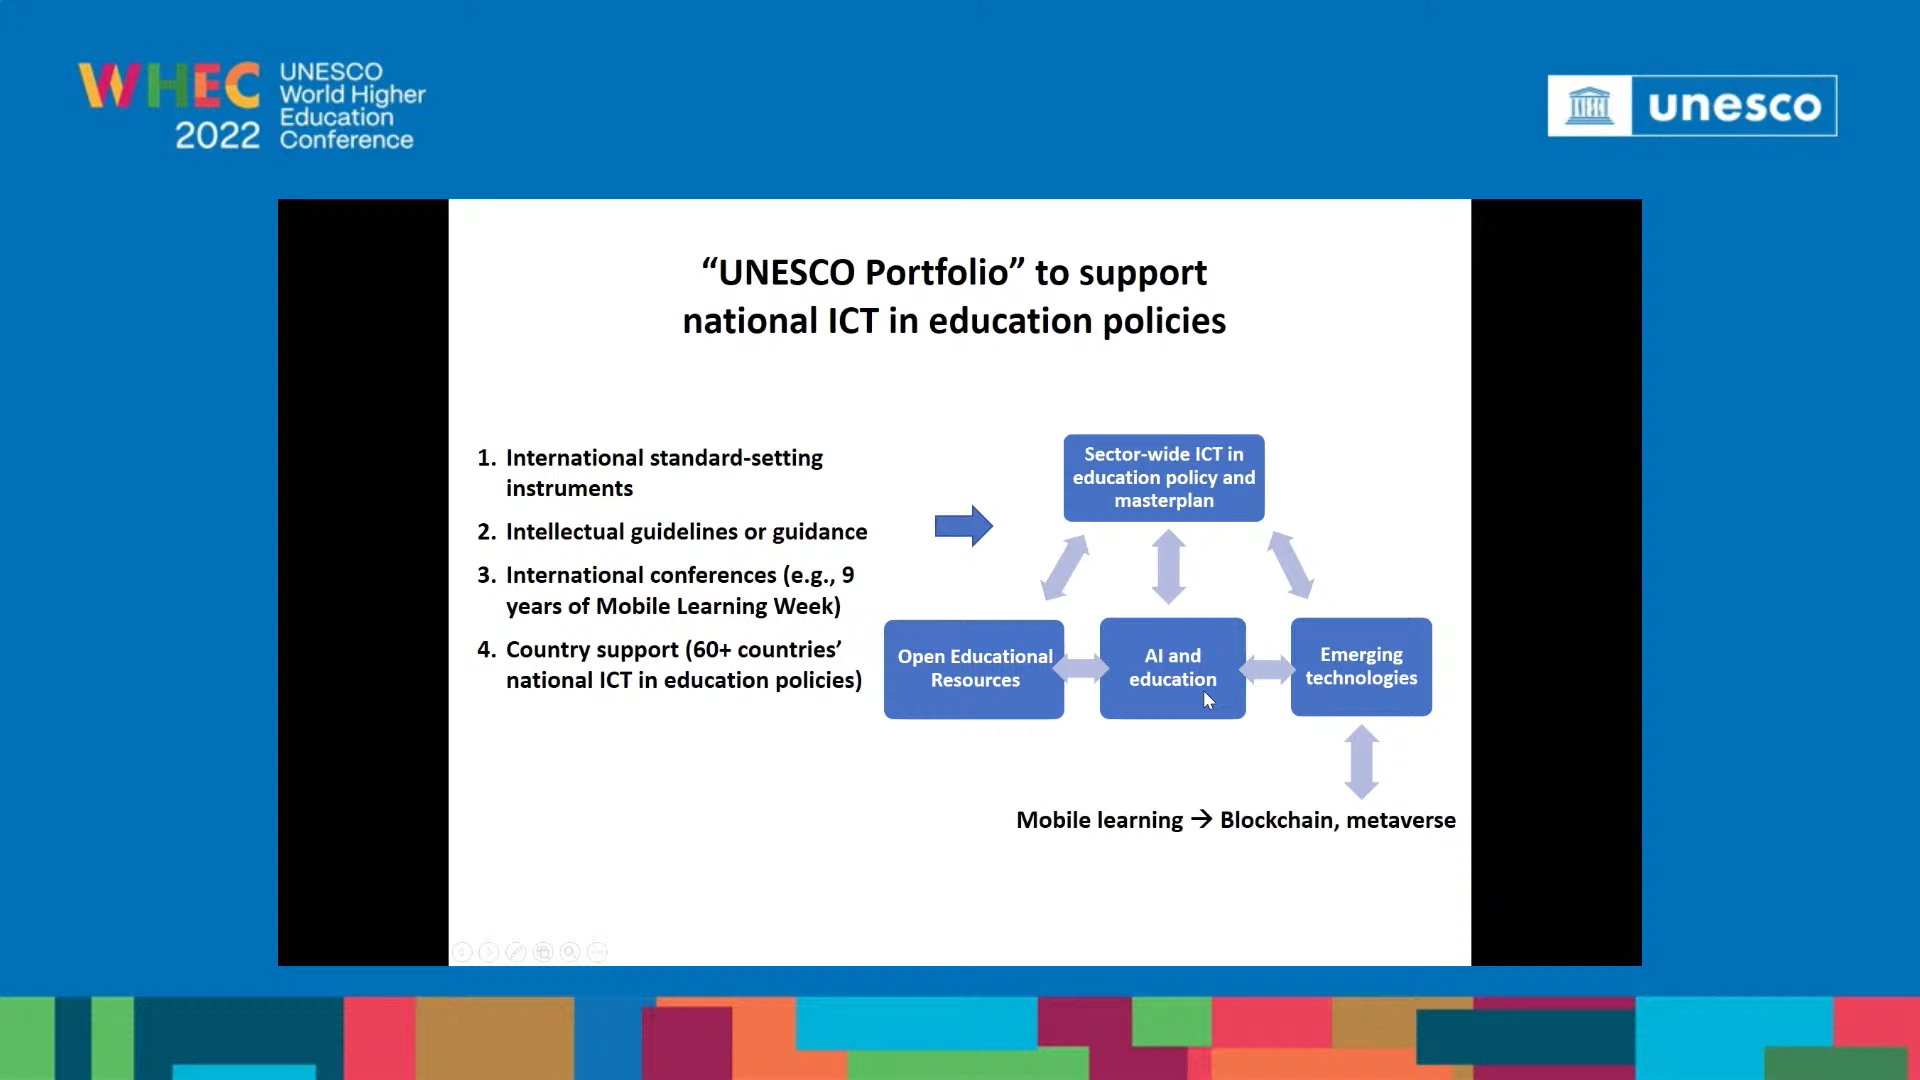 WHEC
2022
UNESCO
World Higher
Education
Conference
UNESCO
unesco
“UNESCO Portfolio” to support
national ICT in education policies
1. International standard-setting
instruments
2. Intellectual guidelines or guidance
3. International conferences (e.g., 9
years of Mobile Learning Week)
4. Country support (60+ countries’
national ICT in education policies)
Sector-wide ICT in
education policy and
masterplan
Open Educational
Resources
AI and
education
Emerging
technologies
Mobile learning → Blockchain, metaverse